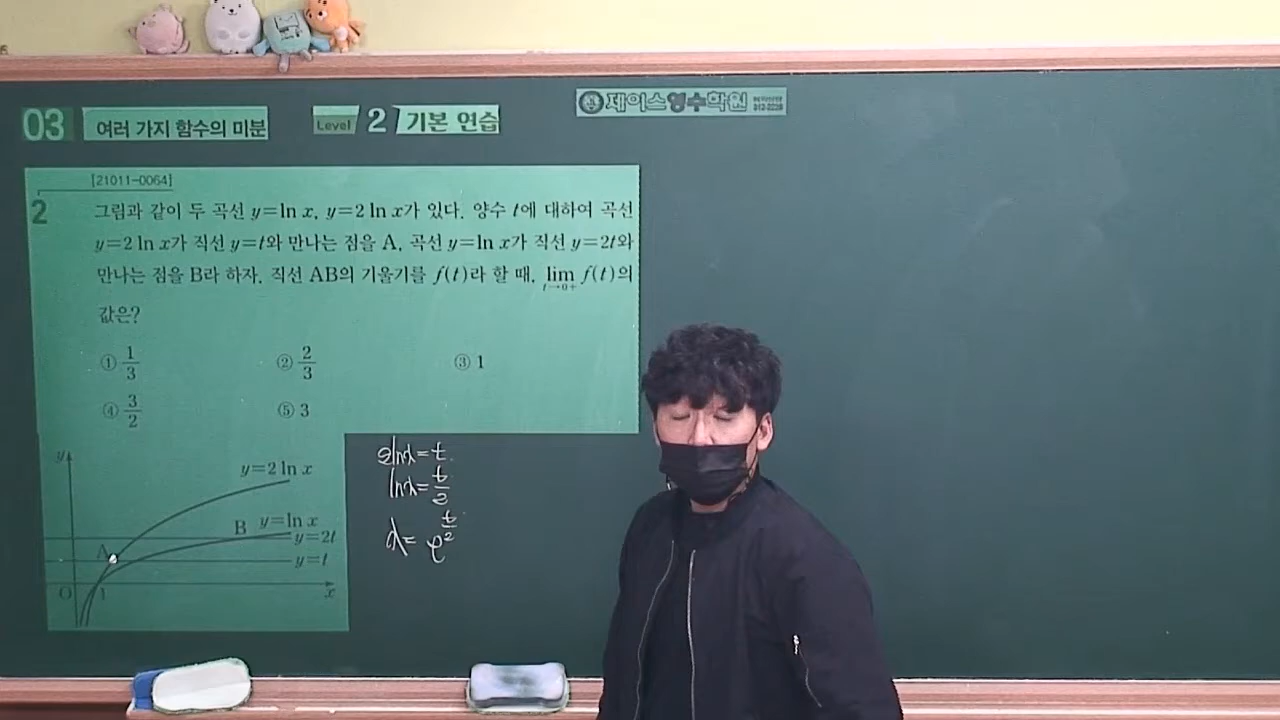 03 여러 가지 함수의 미분 Level 2 기본 연습
제이스영수학원
[21011-0064]
2
그림과 같이 두 곡선 y=ln x, y=2 ln x가 있다. 양수 t에 대하여 곡선
y=2 ln x가 직선 y=t와 만나는 점을 A, 곡선 y=ln x가 직선 y=2t와
만나는 점을 B라 하자. 직선 AB의 기울기를 f(t)라 할 때, lim t→0+ f(t)의
값은?
① 1/3 ② 2/3 ③ 1
④ 3/2 ⑤ 3
y
y=2 ln x
B y=ln x
y=2t
A
y=t
O 1 x
2lnx=t
lnx=t/2
x=e^(t/2)